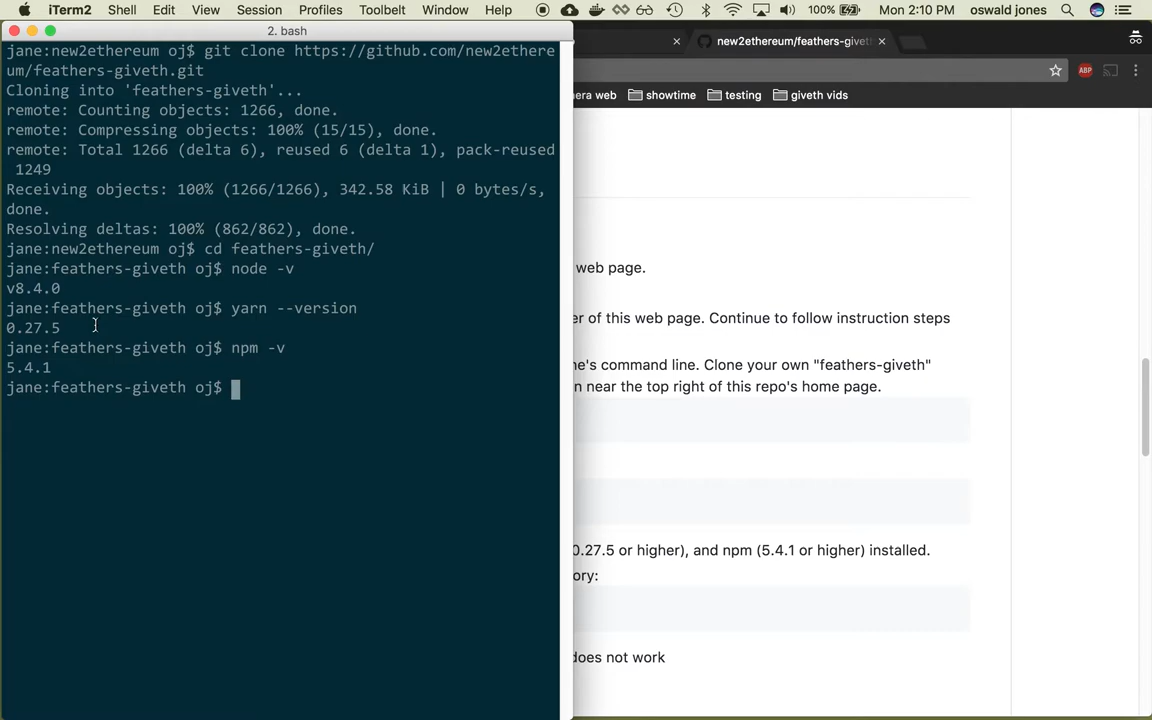 iTerm2 Shell Edit View Session Profiles Toolbelt Window Help 100% Mon 2:10 PM oswald jones
2. bash
new2ethereum/feathers-giveth
jane:new2ethereum oj$ git clone https://github.com/new2ethere
um/feathers-giveth.git
Cloning into 'feathers-giveth'...
remote: Counting objects: 1266, done.
remote: Compressing objects: 100% (15/15), done.
remote: Total 1266 (delta 6), reused 6 (delta 1), pack-reused
1249
Receiving objects: 100% (1266/1266), 342.58 KiB | 0 bytes/s,
done.
Resolving deltas: 100% (862/862), done.
jane:new2ethereum oj$ cd feathers-giveth/
jane:feathers-giveth oj$ node -v
v8.4.0
jane:feathers-giveth oj$ yarn --version
0.27.5
jane:feathers-giveth oj$ npm -v
5.4.1
jane:feathers-giveth oj$
ABP
era web showtime testing giveth vids
web page.
er of this web page. Continue to follow instruction steps
ne's command line. Clone your own "feathers-giveth"
n near the top right of this repo's home page.
0.27.5 or higher), and npm (5.4.1 or higher) installed.
ory:
does not work